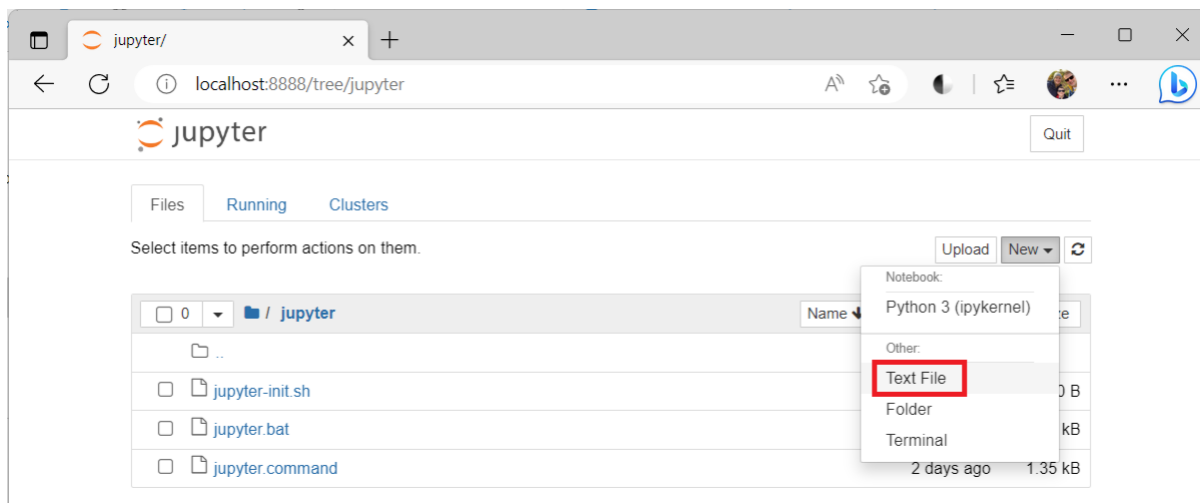 jupyter/
localhost:8888/tree/jupyter
jupyter
Quit
Files Running Clusters
Select items to perform actions on them.
Upload New
Notebook:
Python 3 (ipykernel)
0 / jupyter Name
Other:
..
Text File
jupyter-init.sh B
Folder
jupyter.bat kB
Terminal
jupyter.command 2 days ago 1.35 kB